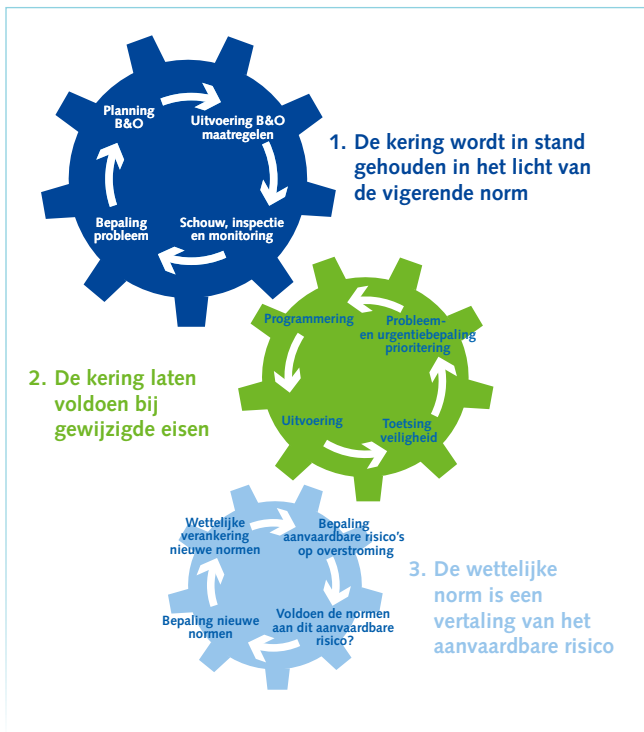 Planning
B&O
Uitvoering B&O
maatregelen
Schouw, inspectie
en monitoring
Bepaling
probleem
1. De kering wordt in stand
gehouden in het licht van
de vigerende norm
Programmering
Probleem-
en urgentiebepaling
prioritering
Uitvoering
Toetsing
veiligheid
2. De kering laten
voldoen bij
gewijzigde eisen
Wettelijke
verankering
nieuwe normen
Bepaling
aanvaardbare risico's
op overstroming
Bepaling nieuwe
normen
Voldoen de normen
aan dit aanvaardbare
risico?
3. De wettelijke
norm is een
vertaling van het
aanvaardbare risico